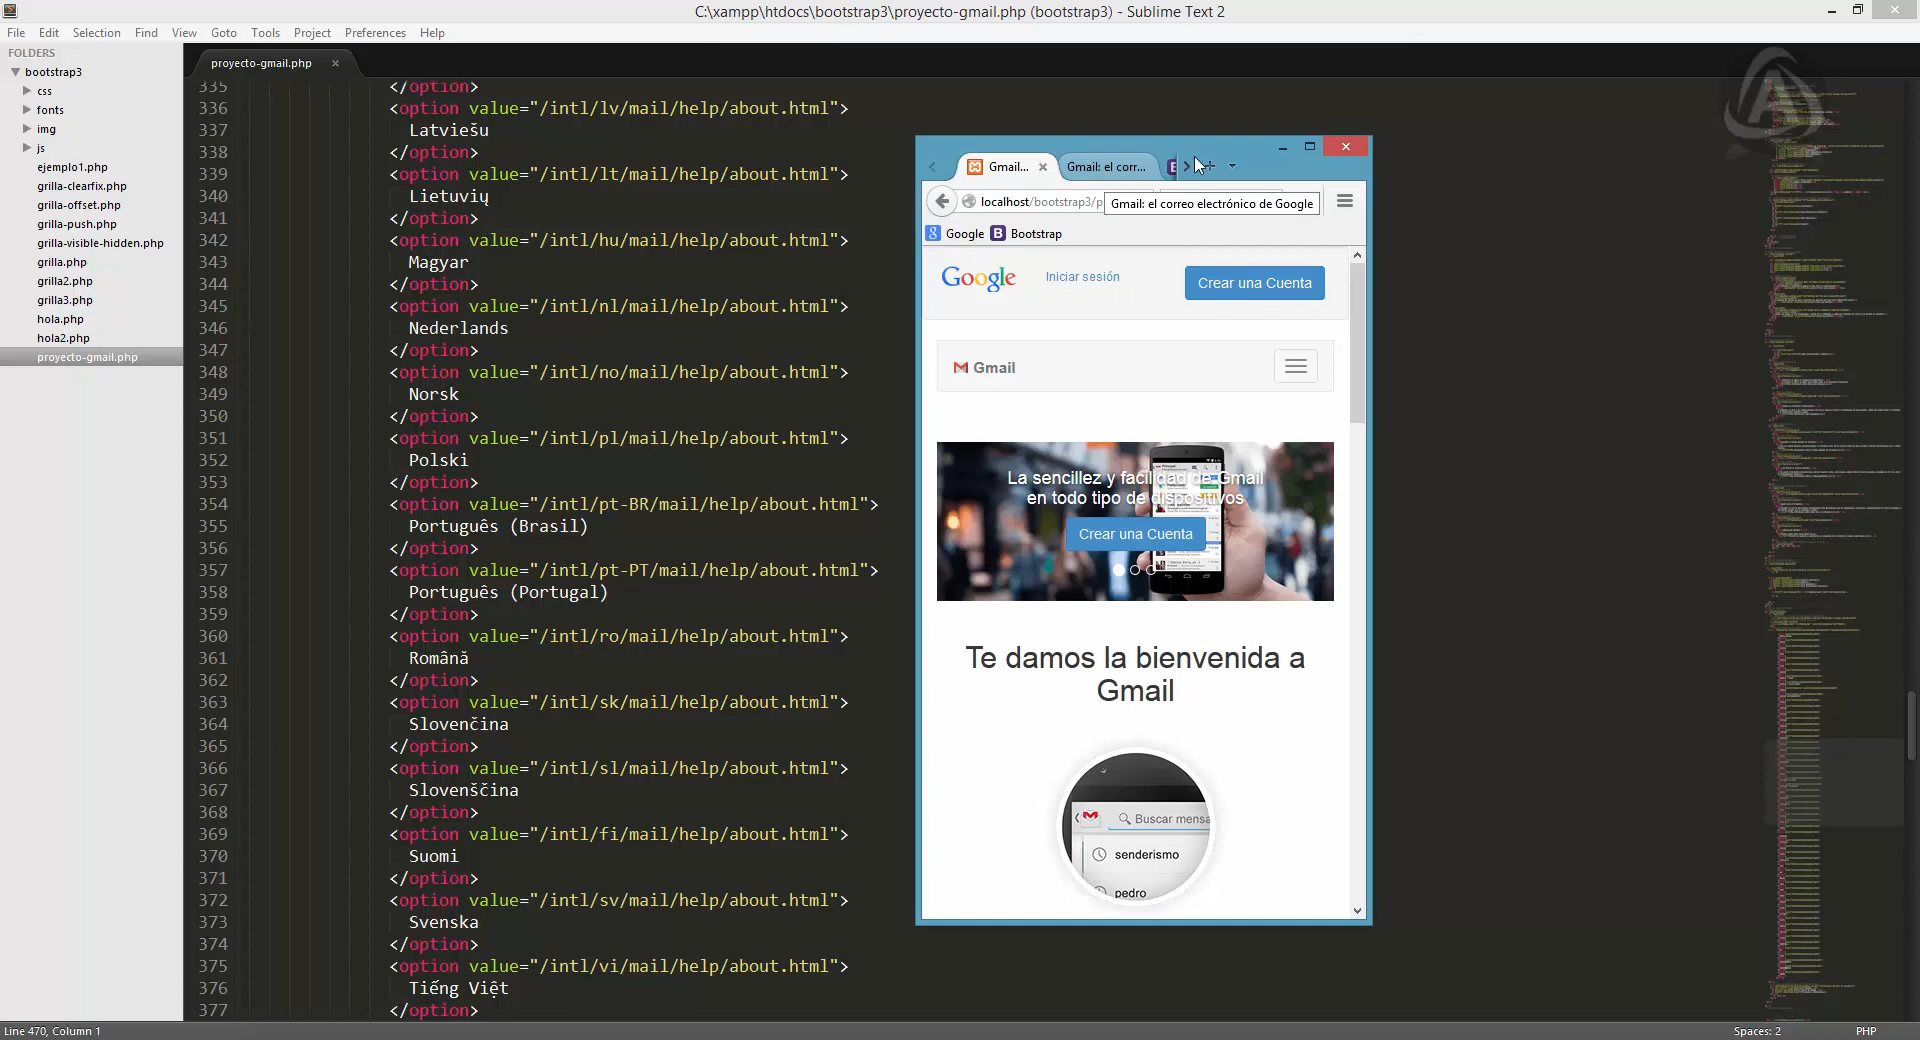 C:\xampp\htdocs\bootstrap3\proyecto-gmail.php (bootstrap3) - Sublime Text 2
File Edit Selection Find View Goto Tools Project Preferences Help
FOLDERS
bootstrap3
css
fonts
img
js
ejemplo1.php
grilla-clearfix.php
grilla-offset.php
grilla-push.php
grilla-visible-hidden.php
grilla.php
grilla2.php
grilla3.php
hola.php
hola2.php
proyecto-gmail.php
proyecto-gmail.php
335 </option>
336 <option value="/intl/lv/mail/help/about.html">
337 Latviešu
338 </option>
339 <option value="/intl/lt/mail/help/about.html">
340 Lietuvių
341 </option>
342 <option value="/intl/hu/mail/help/about.html">
343 Magyar
344 </option>
345 <option value="/intl/nl/mail/help/about.html">
346 Nederlands
347 </option>
348 <option value="/intl/no/mail/help/about.html">
349 Norsk
350 </option>
351 <option value="/intl/pl/mail/help/about.html">
352 Polski
353 </option>
354 <option value="/intl/pt-BR/mail/help/about.html">
355 Português (Brasil)
356 </option>
357 <option value="/intl/pt-PT/mail/help/about.html">
358 Português (Portugal)
359 </option>
360 <option value="/intl/ro/mail/help/about.html">
361 Română
362 </option>
363 <option value="/intl/sk/mail/help/about.html">
364 Slovenčina
365 </option>
366 <option value="/intl/sl/mail/help/about.html">
367 Slovenščina
368 </option>
369 <option value="/intl/fi/mail/help/about.html">
370 Suomi
371 </option>
372 <option value="/intl/sv/mail/help/about.html">
373 Svenska
374 </option>
375 <option value="/intl/vi/mail/help/about.html">
376 Tiếng Việt
377 </option>
Gmail... Gmail: el corr...
localhost/bootstrap3/p
Gmail: el correo electrónico de Google
Google Bootstrap
Google Iniciar sesión Crear una Cuenta
Gmail
La sencillez y facilidad de Gmail
en todo tipo de dispositivos
Crear una Cuenta
Te damos la bienvenida a
Gmail
Buscar mensa
senderismo
pedro
Line 470, Column 1
Spaces: 2
PHP